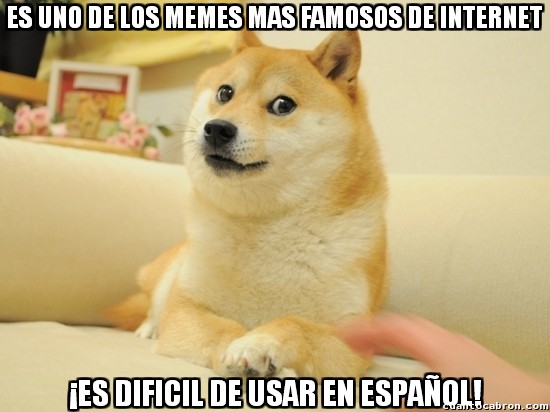 ES UNO DE LOS MEMES MAS FAMOSOS DE INTERNET
¡ES DIFICIL DE USAR EN ESPAÑOL!
cuantocabron.com